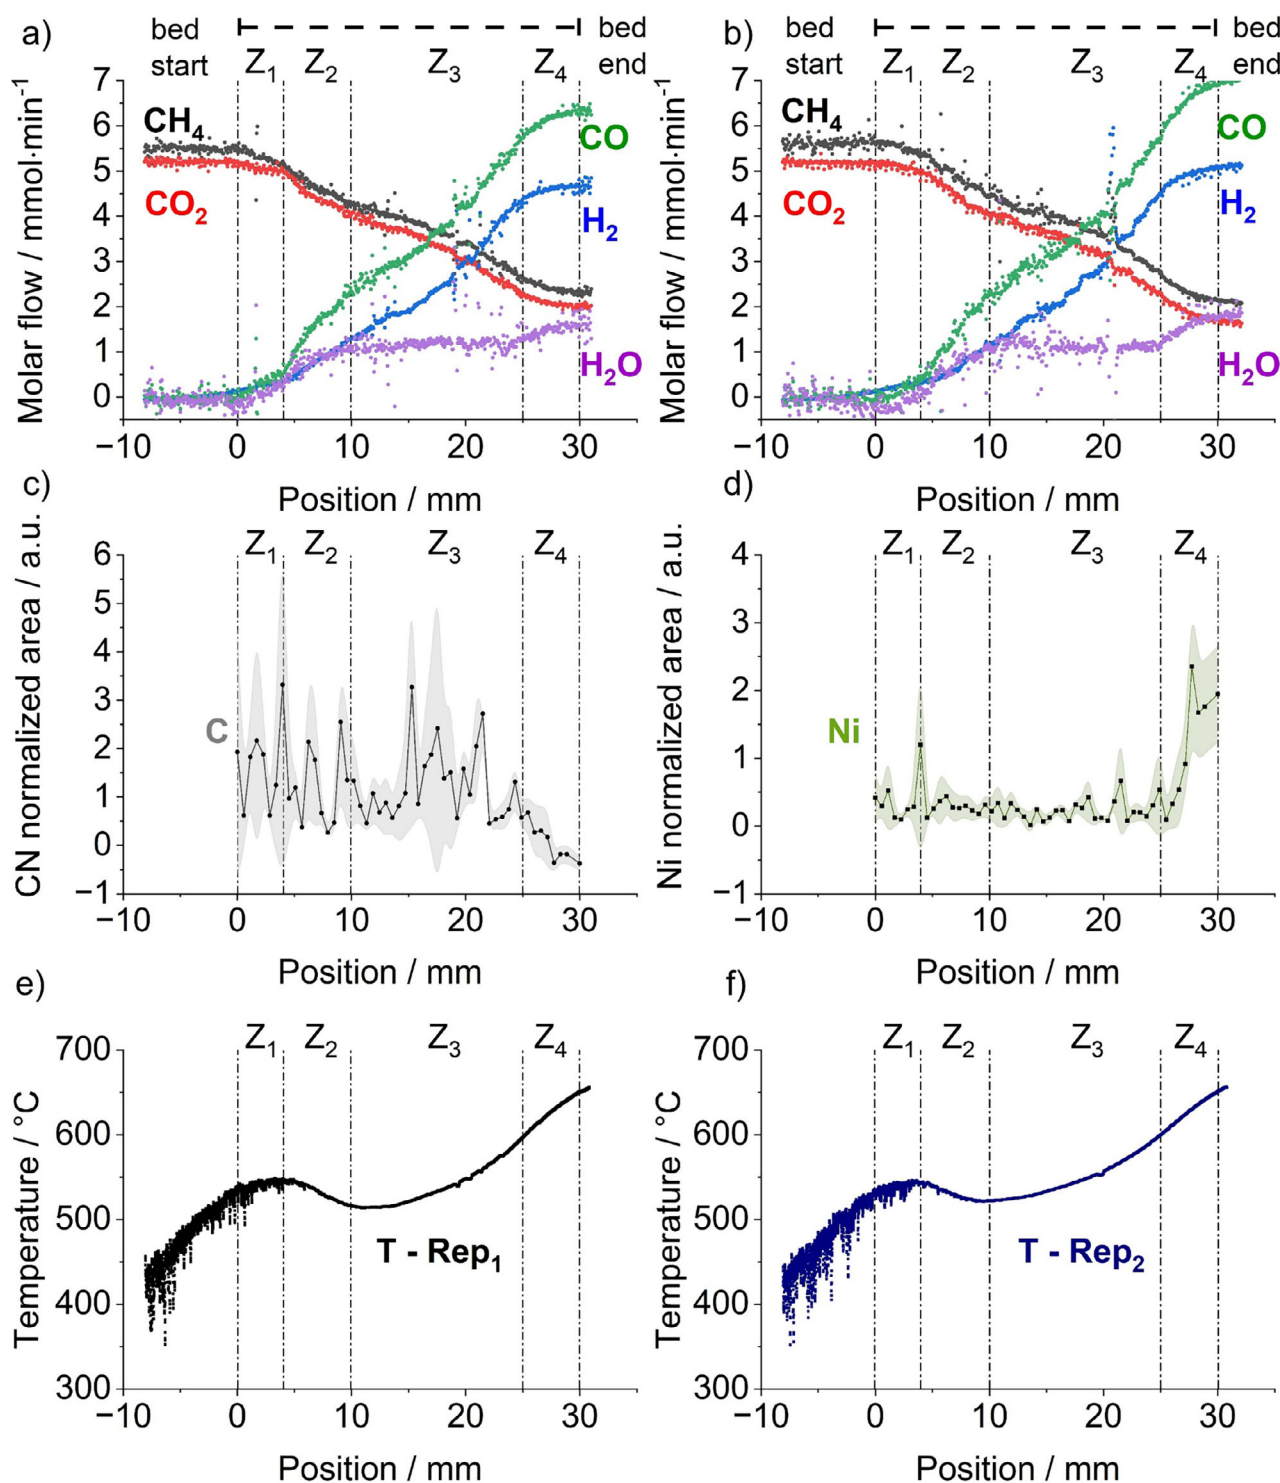 a)
bed
start
bed
end
Z1 Z2 Z3 Z4
Molar flow / mmol·min⁻¹
7
6
5
4
3
2
1
0
CH4
CO2
CO
H2
H2O
−10 0 10 20 30
Position / mm
b)
bed
start
bed
end
Z1 Z2 Z3 Z4
Molar flow / mmol·min⁻¹
7
6
5
4
3
2
1
0
CH4
CO2
CO
H2
H2O
−10 0 10 20 30
Position / mm
c)
Z1 Z2 Z3 Z4
CN normalized area / a.u.
6
5
4
3
2
1
0
−1
C
−10 0 10 20 30
Position / mm
d)
Z1 Z2 Z3 Z4
Ni normalized area / a.u.
4
3
2
1
0
−1
Ni
−10 0 10 20 30
Position / mm
e)
Z1 Z2 Z3 Z4
Temperature / °C
700
600
500
400
300
T - Rep1
−10 0 10 20 30
Position / mm
f)
Z1 Z2 Z3 Z4
Temperature / °C
700
600
500
400
300
T - Rep2
−10 0 10 20 30
Position / mm